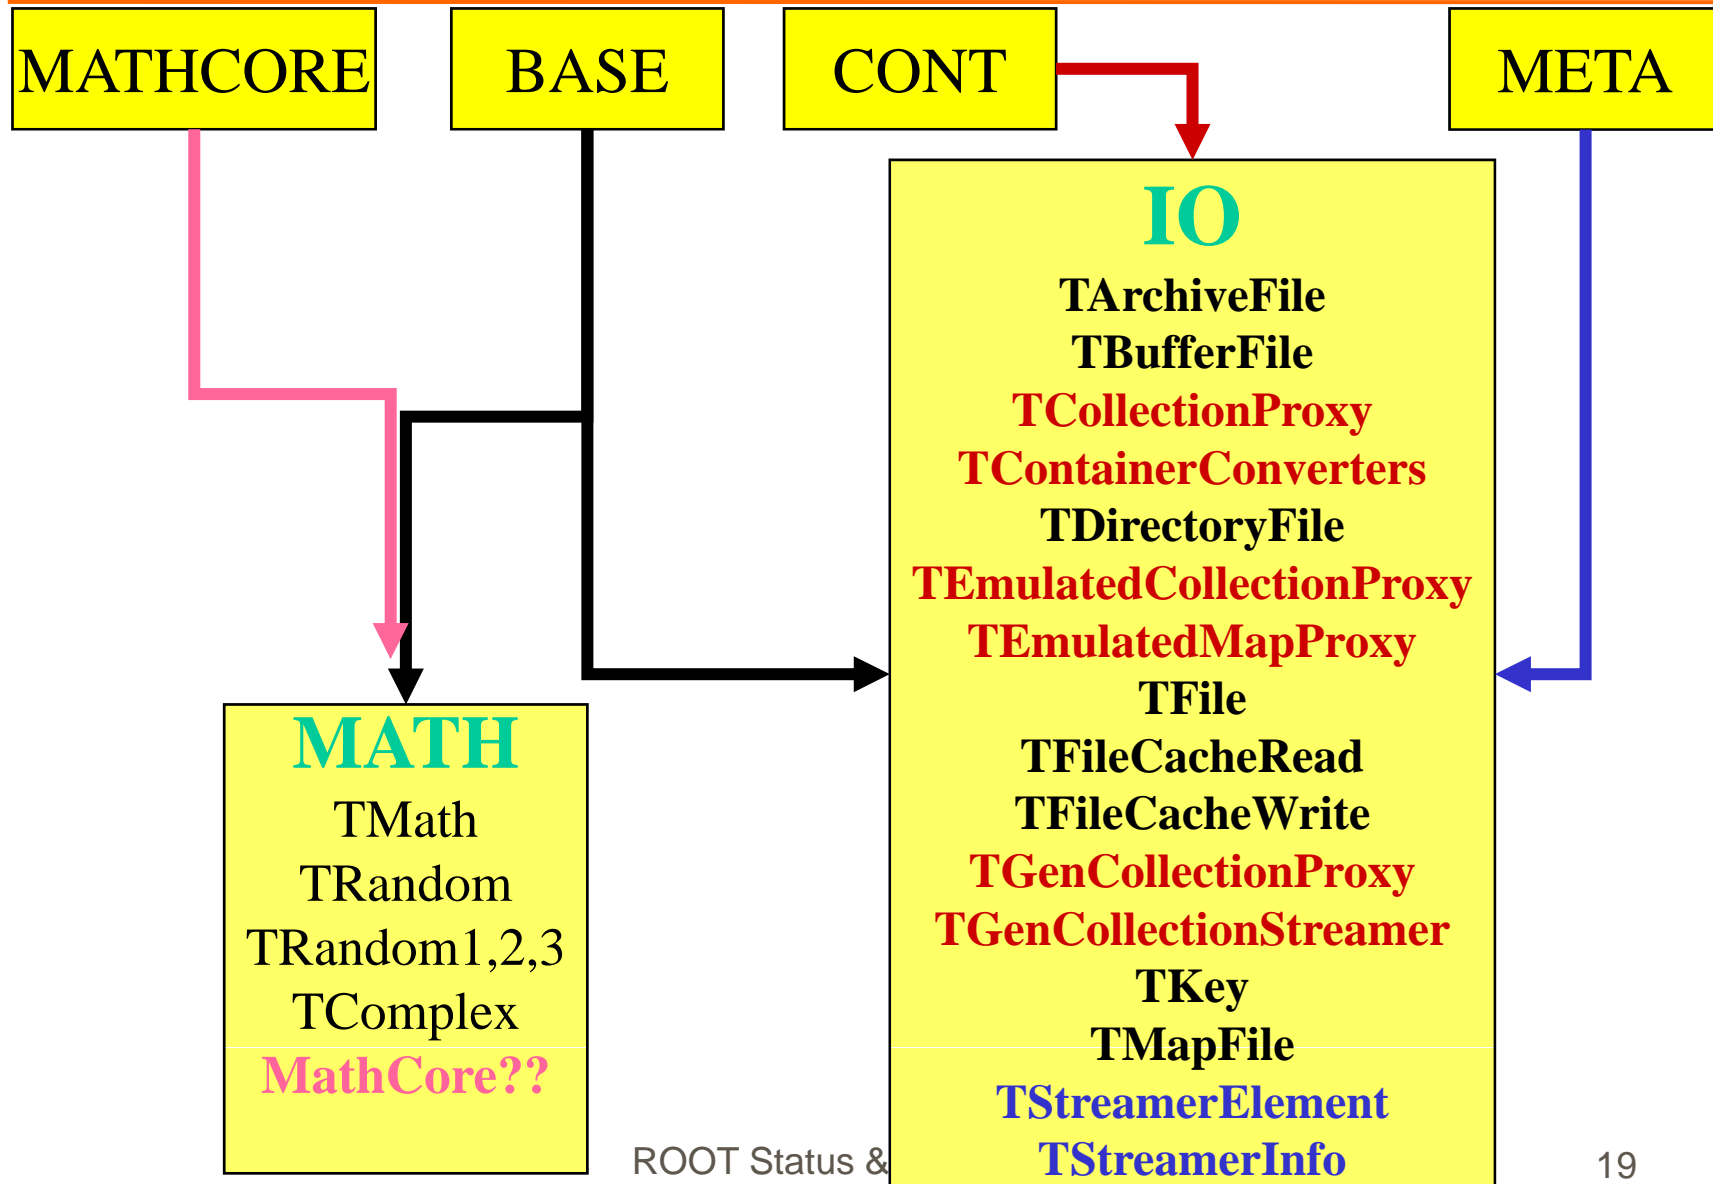 MATHCORE
BASE
CONT
META
IO
TArchiveFile
TBufferFile
TCollectionProxy
TContainerConverters
TDirectoryFile
TEmulatedCollectionProxy
TEmulatedMapProxy
TFile
TFileCacheRead
TFileCacheWrite
TGenCollectionProxy
TGenCollectionStreamer
TKey
TMapFile
TStreamerElement
TStreamerInfo
MATH
TMath
TRandom
TRandom1,2,3
TComplex
MathCore??
ROOT Status &
19